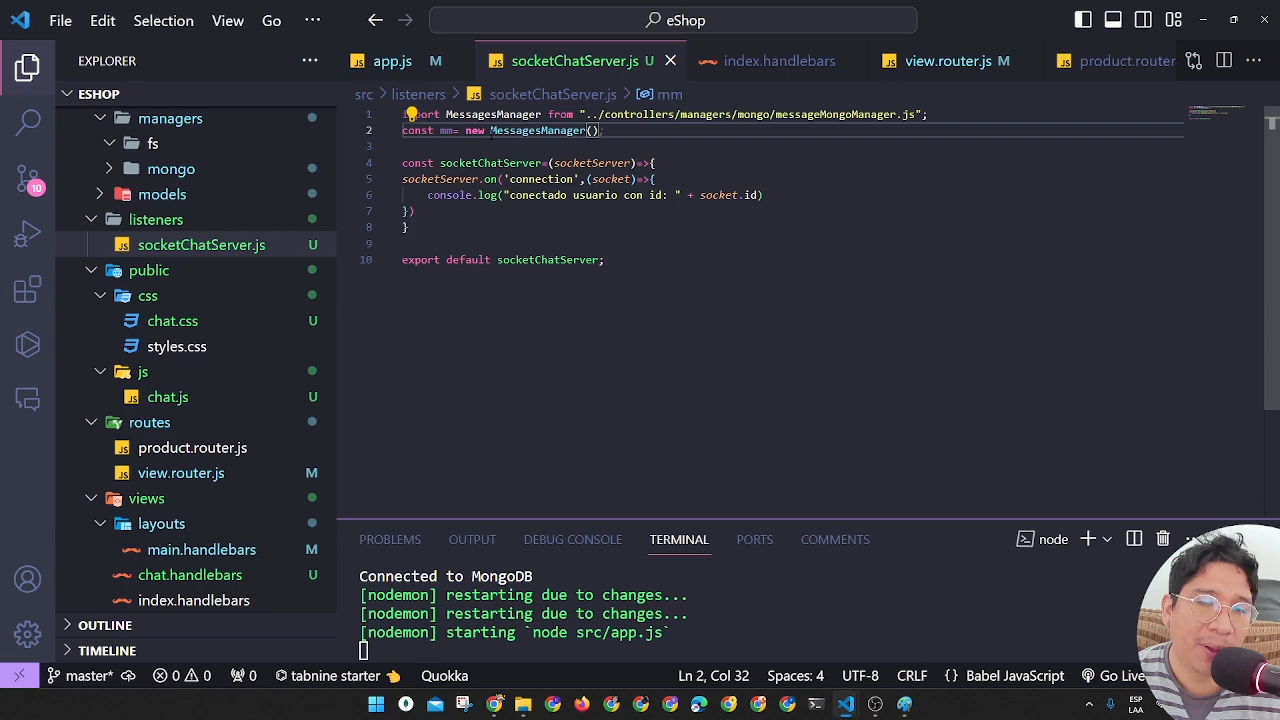 File Edit Selection View Go ··· eShop
EXPLORER ···
ESHOP
managers
fs
mongo
models
listeners
socketChatServer.js U
public
css
chat.css U
styles.css
js
chat.js U
routes
product.router.js
view.router.js M
views
layouts
main.handlebars M
chat.handlebars U
index.handlebars
OUTLINE
TIMELINE
10
app.js M socketChatServer.js U index.handlebars view.router.js M product.router
src > listeners > socketChatServer.js > mm
1 import MessagesManager from "../controllers/managers/mongo/messageMongoManager.js";
2 const mm= new MessagesManager();
3
4 const socketChatServer=(socketServer)=>{
5 socketServer.on('connection',(socket)=>{
6 console.log("conectado usuario con id: " + socket.id)
7 })
8 }
9
10 export default socketChatServer;
PROBLEMS OUTPUT DEBUG CONSOLE TERMINAL PORTS COMMENTS node
Connected to MongoDB
[nodemon] restarting due to changes...
[nodemon] restarting due to changes...
[nodemon] starting `node src/app.js`
master* 0 0 0 tabnine starter Quokka Ln 2, Col 32 Spaces: 4 UTF-8 CRLF {} Babel JavaScript Go Live
ESP
LAA